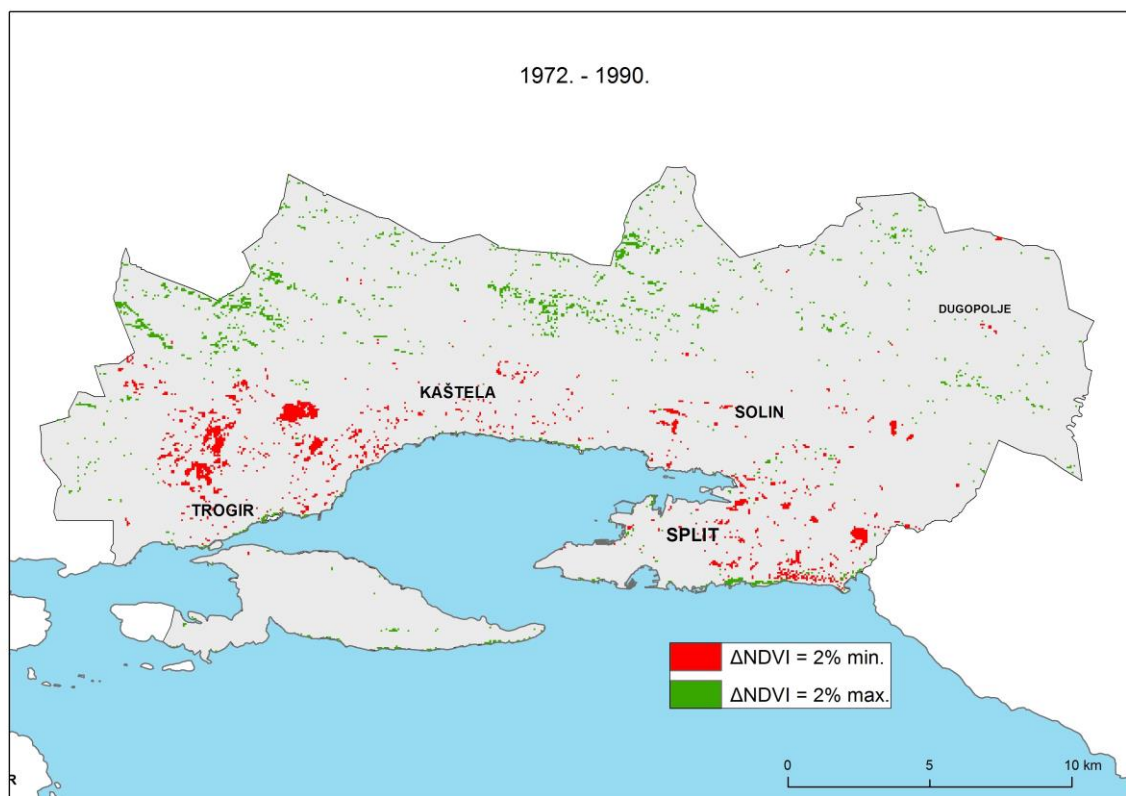 1972. - 1990.
DUGOPOLJE
KAŠTELA
SOLIN
TROGIR
SPLIT
ΔNDVI = 2% min.
ΔNDVI = 2% max.
0 5 10 km
R